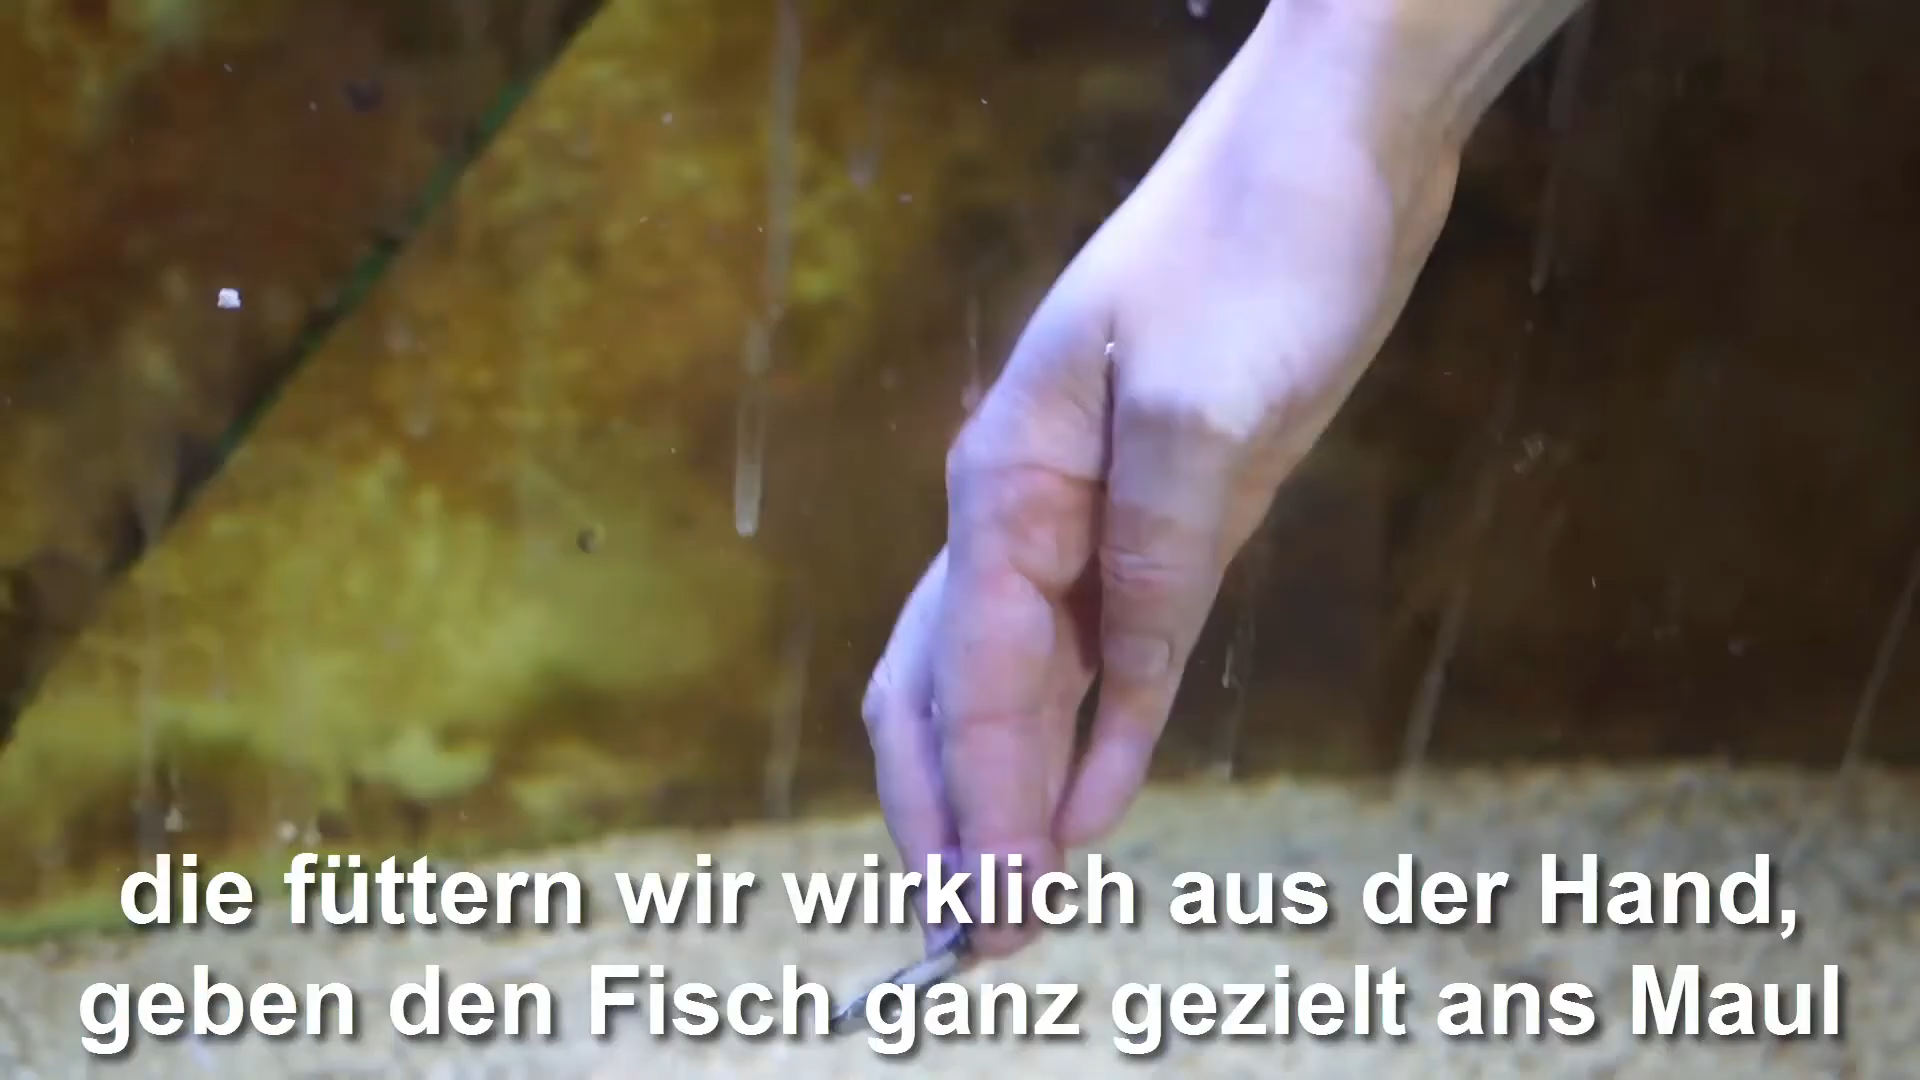 die füttern wir wirklich aus der Hand,
geben den Fisch ganz gezielt ans Maul